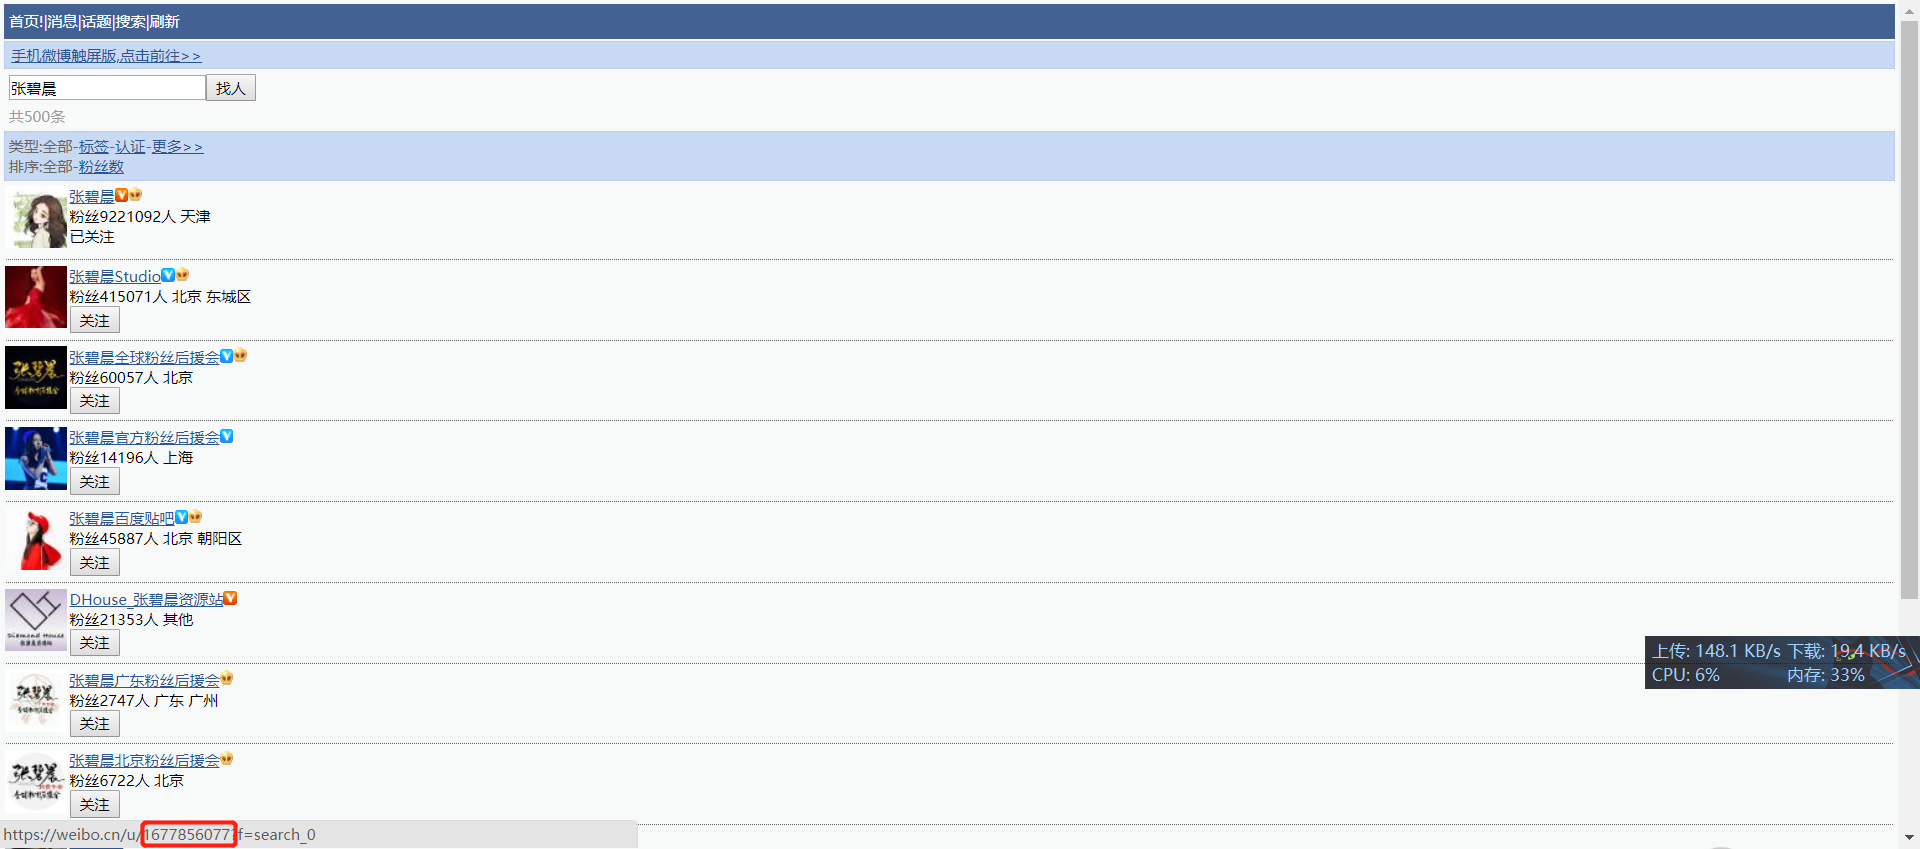 首页!|消息|话题|搜索|刷新
手机微博触屏版,点击前往>>
张碧晨 找人
共500条
类型:全部-标签-认证-更多>>
排序:全部-粉丝数
张碧晨
粉丝9221092人 天津
已关注
张碧晨Studio
粉丝415071人 北京 东城区
关注
张碧晨全球粉丝后援会
粉丝60057人 北京
关注
张碧晨官方粉丝后援会
粉丝14196人 上海
关注
张碧晨百度贴吧
粉丝45887人 北京 朝阳区
关注
DHouse_张碧晨资源站
粉丝21353人 其他
关注
上传: 148.1 KB/s 下载: 19.4 KB/s
CPU: 6% 内存: 33%
张碧晨广东粉丝后援会
粉丝2747人 广东 广州
关注
张碧晨北京粉丝后援会
粉丝6722人 北京
关注
https://weibo.cn/u/1677856077?f=search_0